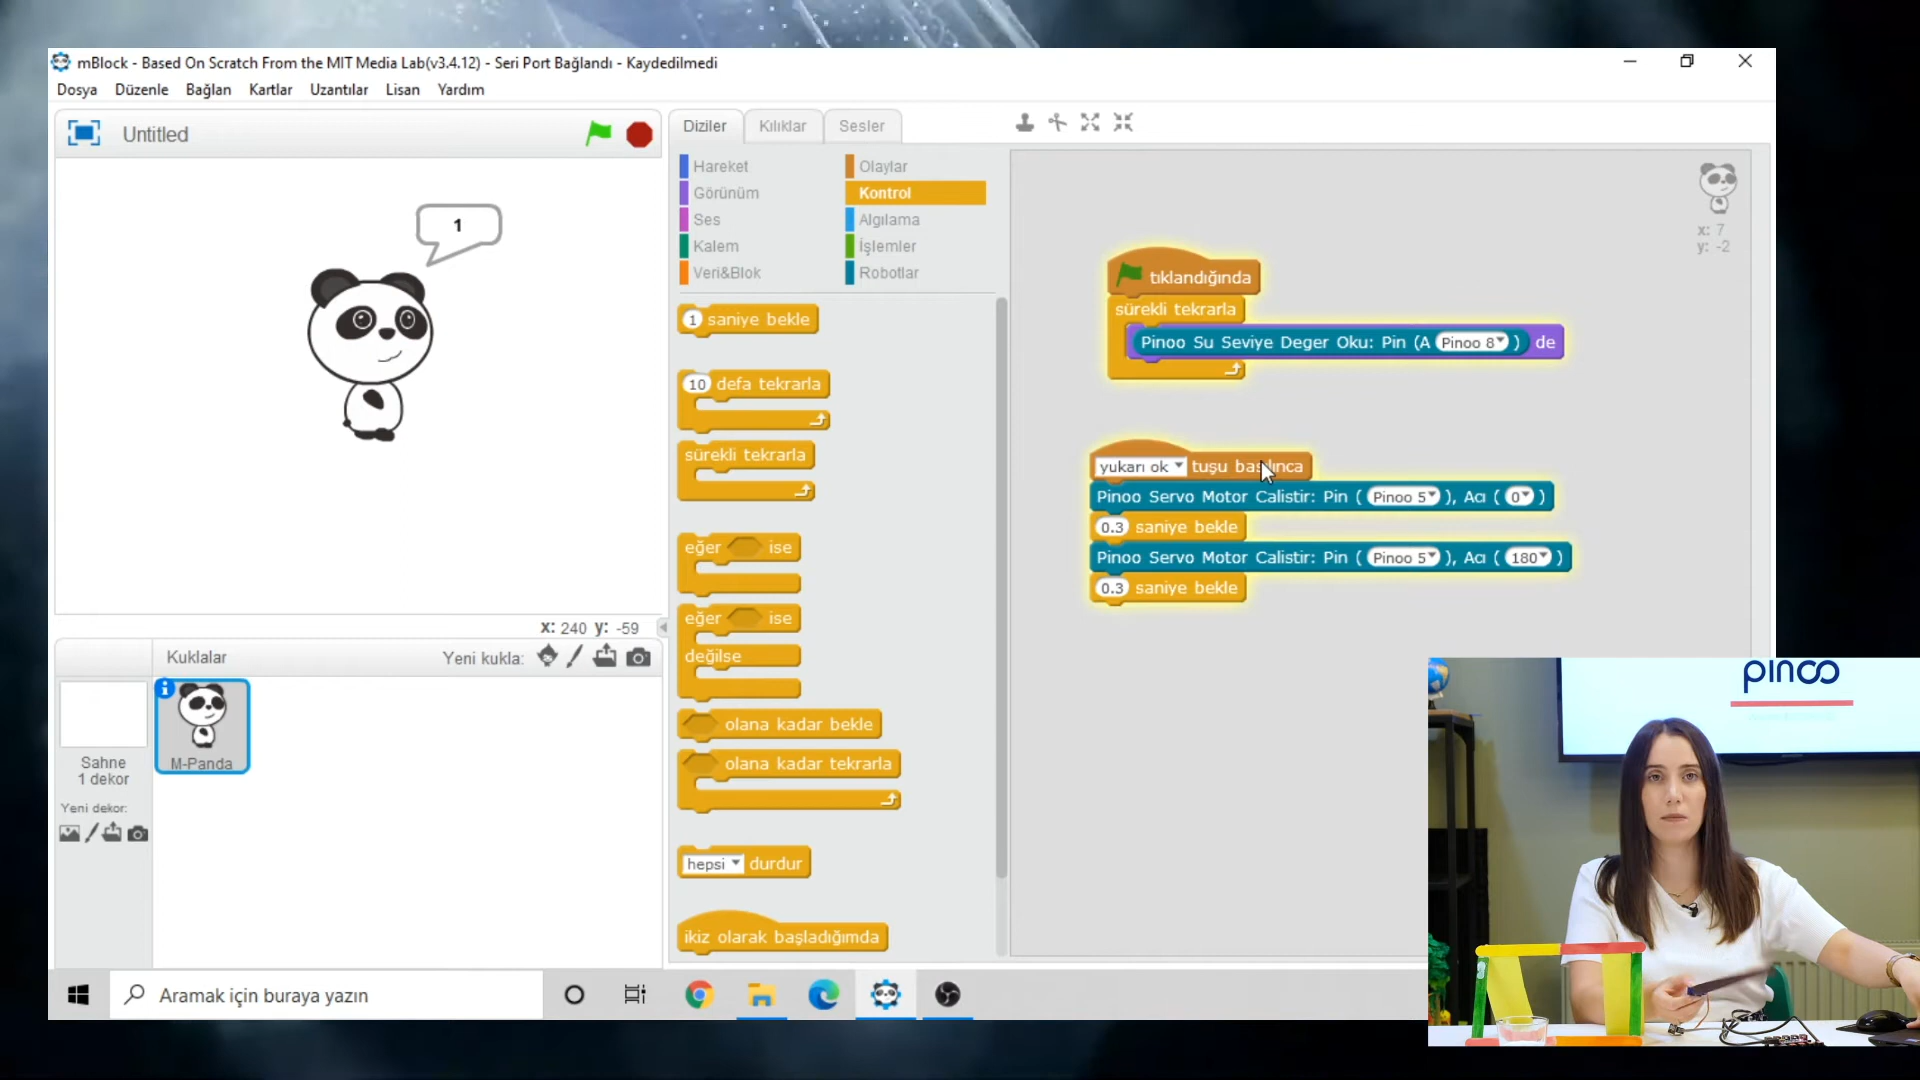 mBlock - Based On Scratch From the MIT Media Lab(v3.4.12) - Seri Port Bağlandı - Kaydedilmedi
Dosya Düzenle Bağlan Kartlar Uzantılar Lisan Yardım
Untitled
1
x: 240 y: -59
Kuklalar
Yeni kukla:
M-Panda
Sahne
1 dekor
Yeni dekor:
Diziler Kılıklar Sesler
Hareket Olaylar
Görünüm Kontrol
Ses Algılama
Kalem İşlemler
Veri&Blok Robotlar
1 saniye bekle
10 defa tekrarla
sürekli tekrarla
eğer ise
eğer ise
değilse
olana kadar bekle
olana kadar tekrarla
hepsi durdur
ikiz olarak başladığımda
x: 7
y: -2
tıklandığında
sürekli tekrarla
Pinoo Su Seviye Deger Oku: Pin (A Pinoo 8 ) de
yukarı ok tuşu basılınca
Pinoo Servo Motor Calistir: Pin ( Pinoo 5 ), Acı ( 0 )
0.3 saniye bekle
Pinoo Servo Motor Calistir: Pin ( Pinoo 5 ), Acı ( 180 )
0.3 saniye bekle
pinoo
Aramak için buraya yazın